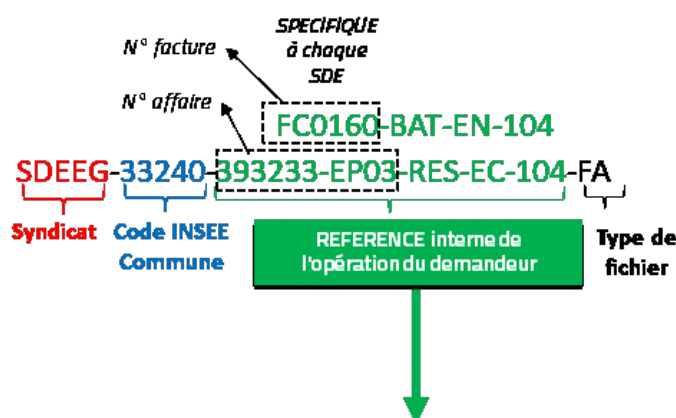 SPECIFIQUE
à chaque
SDE
N° facture
N° affaire
FC0160-BAT-EN-104
SDEEG-33240-393233-EP03-RES-EC-104-FA
Syndicat
Code INSEE
Commune
REFERENCE interne de
l'opération du demandeur
Type de
fichier